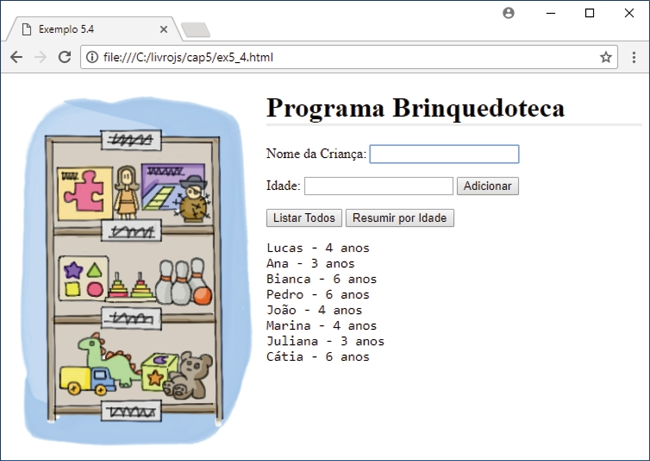 Exemplo 5.4
file:///C:/livrojs/cap5/ex5_4.html
Programa Brinquedoteca
Nome da Criança:
Idade:
Adicionar
Listar Todos
Resumir por Idade
Lucas - 4 anos
Ana - 3 anos
Bianca - 6 anos
Pedro - 6 anos
João - 4 anos
Marina - 4 anos
Juliana - 3 anos
Cátia - 6 anos